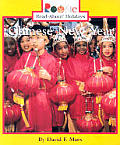 Rookie
Read-About® Holidays
Chinese New Year
By David F. Marx